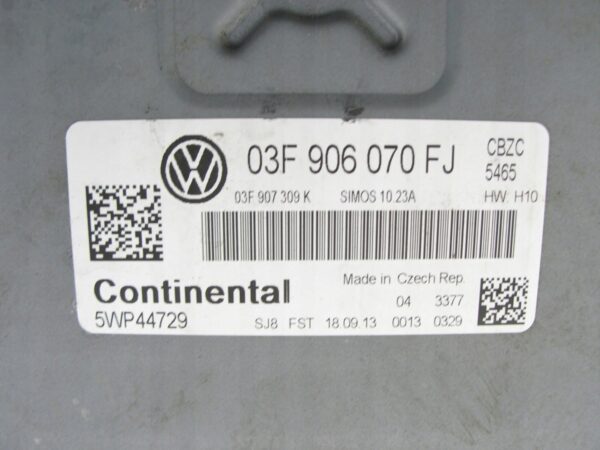 03F 906 070 FJ
CBZC
5465
03F 907 309 K SIMOS 10.23A HW: H10
Made in Czech Rep.
Continental
04 3377
5WP44729
SJ8 FST 18.09.13 0013 0329